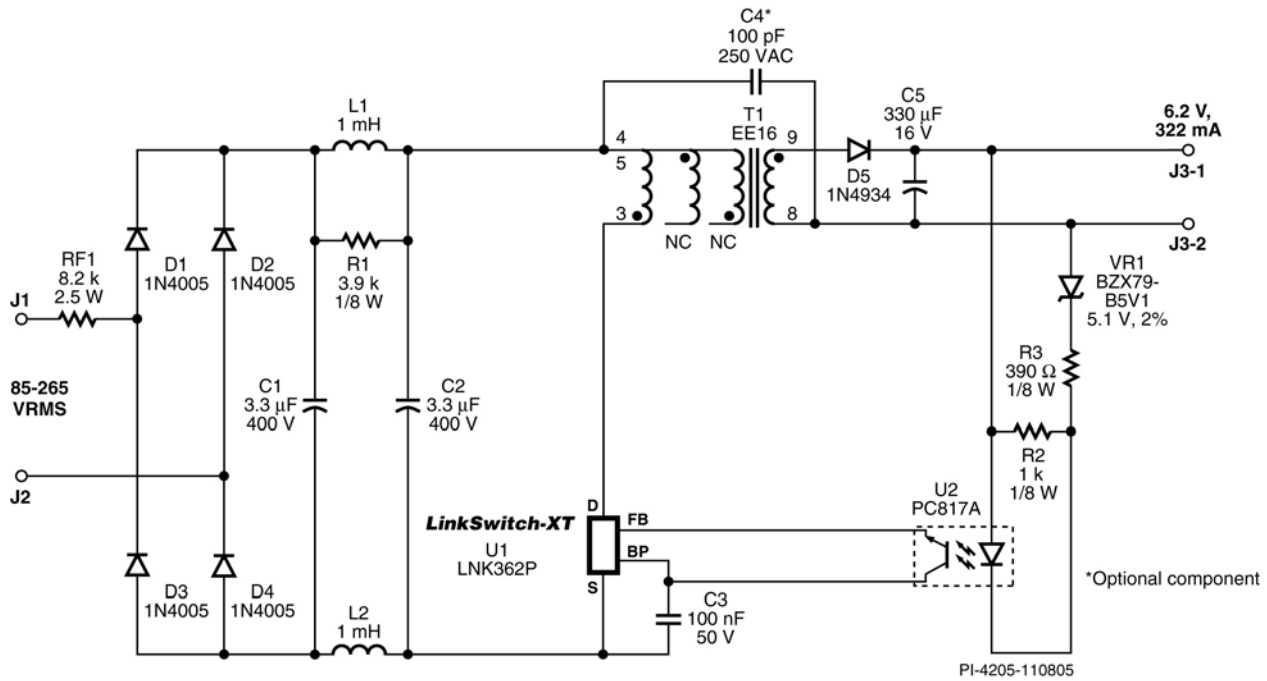 C4*
100 pF
250 VAC
L1
1 mH
T1
EE16
C5
330 µF
16 V
6.2 V,
322 mA
4
5
3
9
8
NC
NC
D5
1N4934
J3-1
J3-2
RF1
8.2 k
2.5 W
D1
1N4005
D2
1N4005
R1
3.9 k
1/8 W
VR1
BZX79-
B5V1
5.1 V, 2%
J1
85-265
VRMS
J2
C1
3.3 µF
400 V
C2
3.3 µF
400 V
R3
390 Ω
1/8 W
R2
1 k
1/8 W
U2
PC817A
LinkSwitch-XT
U1
LNK362P
D
FB
BP
S
D3
1N4005
D4
1N4005
L2
1 mH
C3
100 nF
50 V
*Optional component
PI-4205-110805